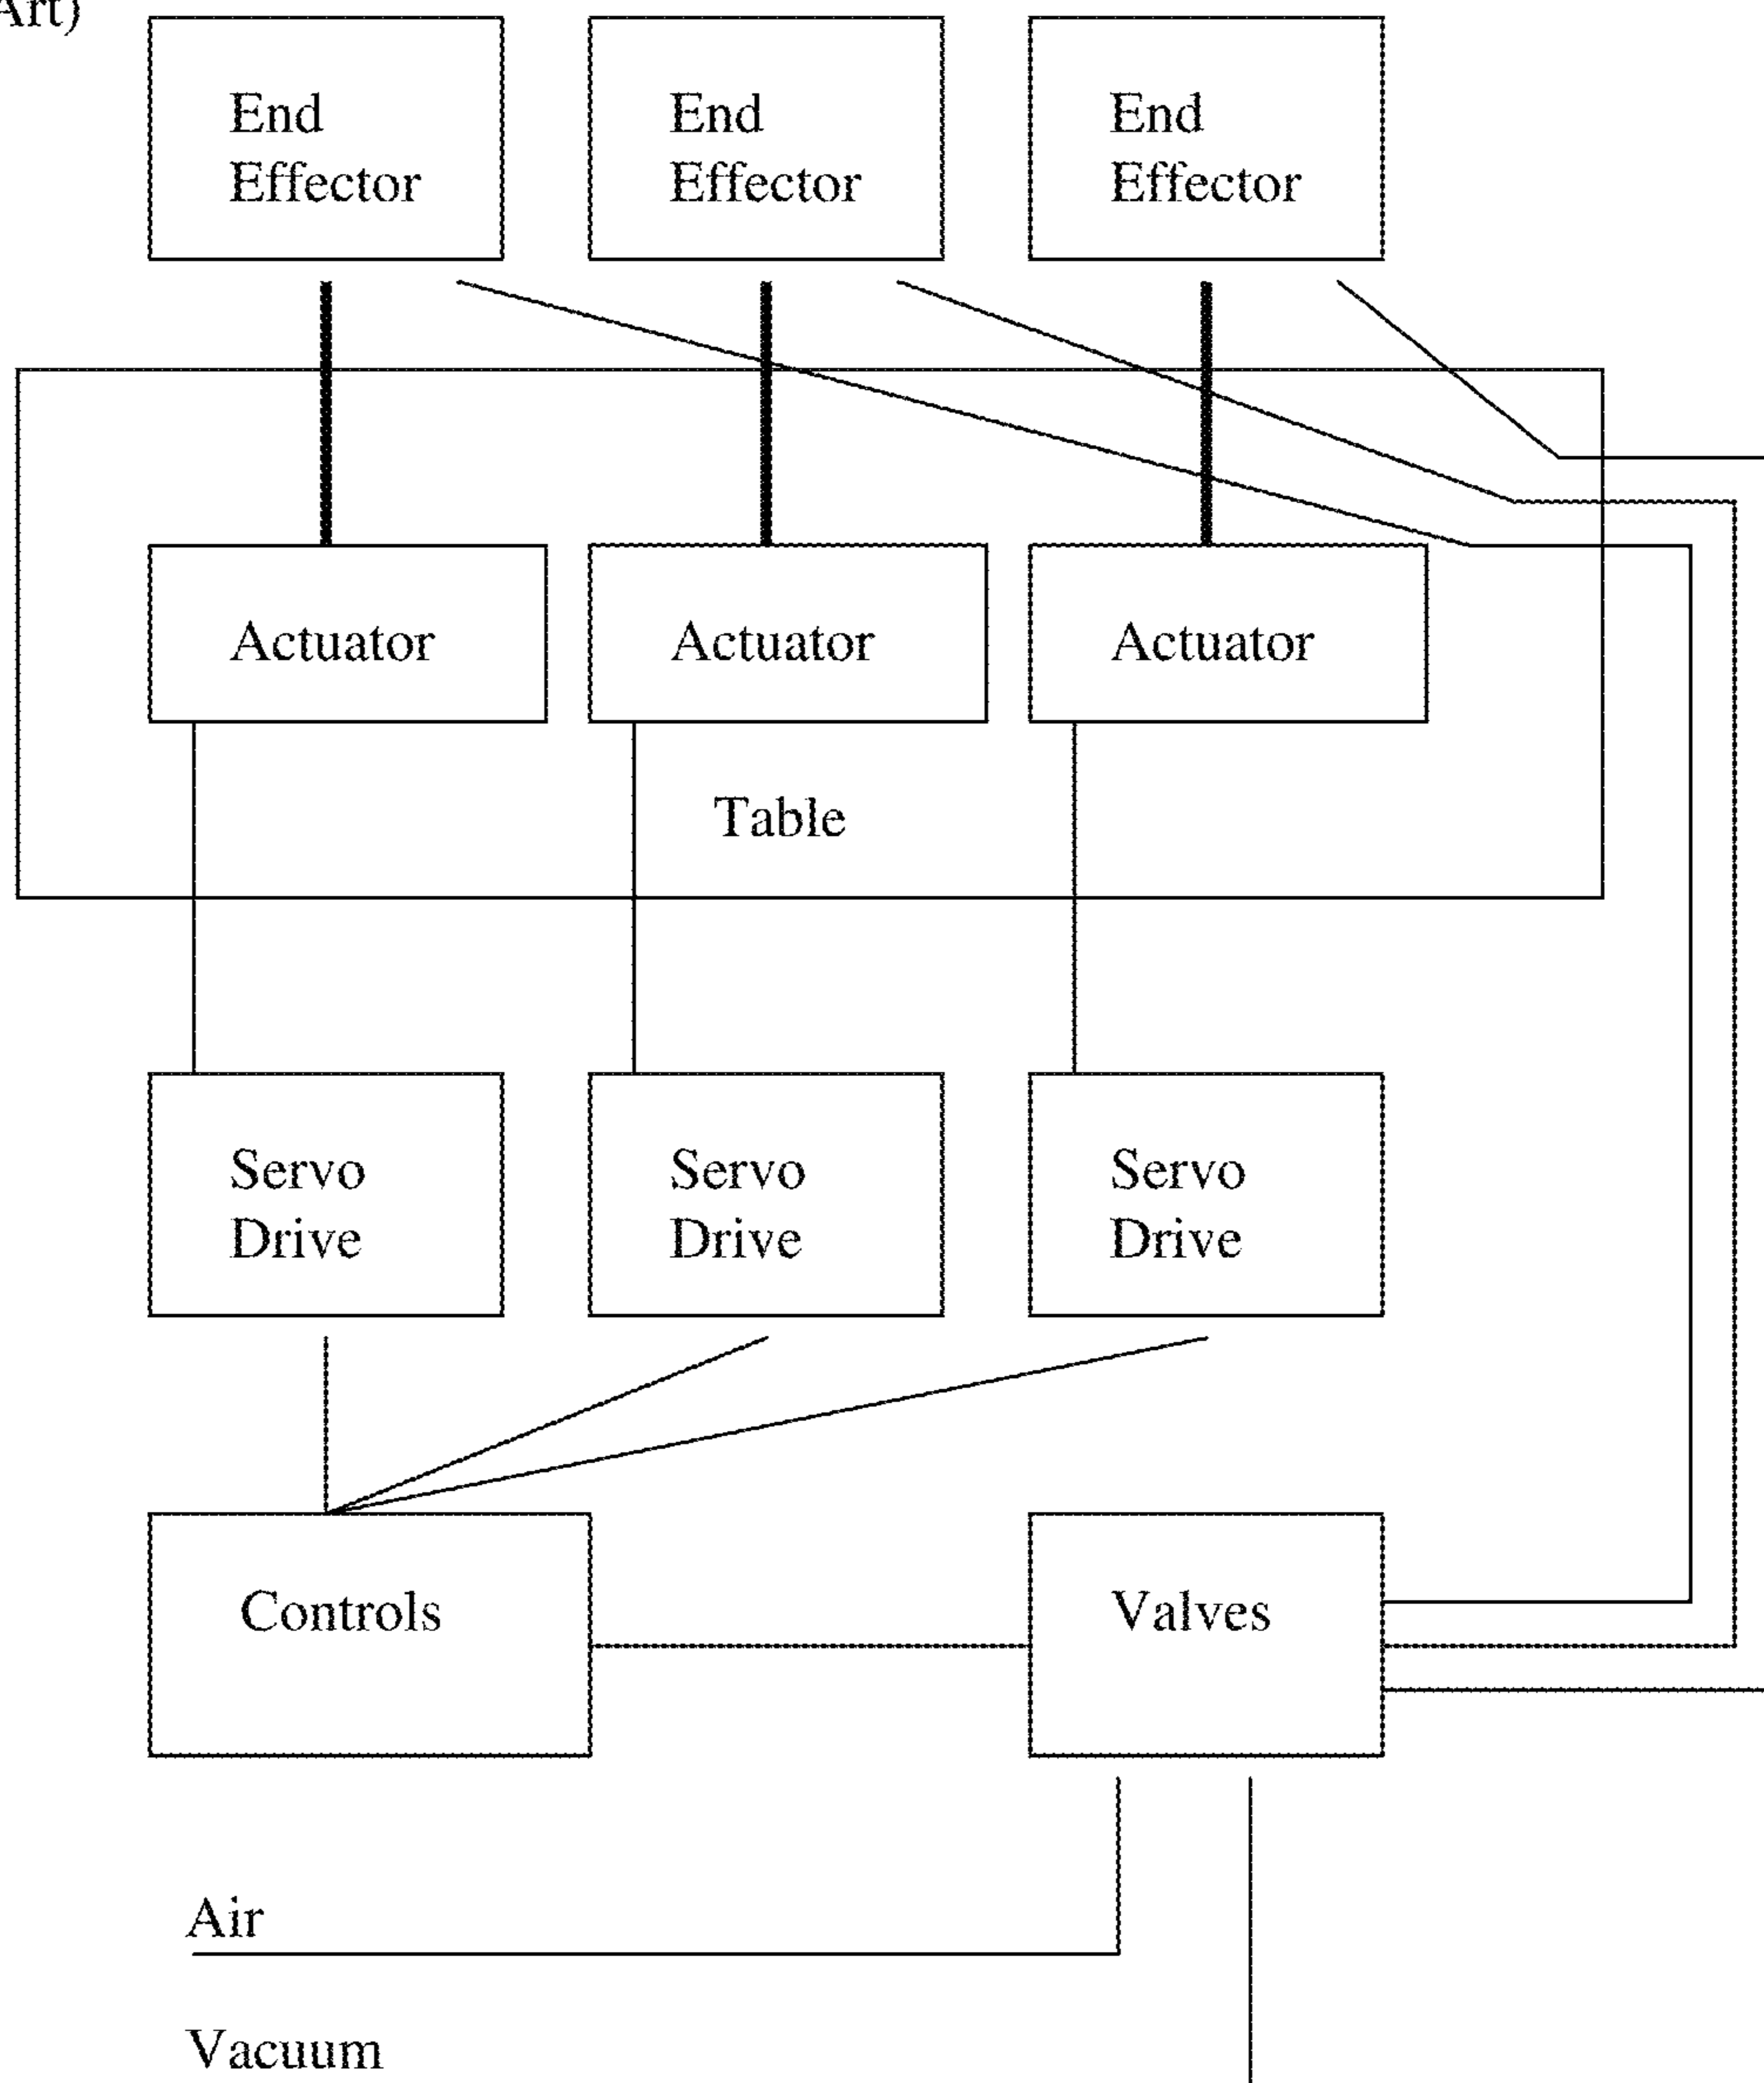 Art)
End
Effector
End
Effector
End
Effector
Actuator
Actuator
Actuator
Table
Servo
Drive
Servo
Drive
Servo
Drive
Controls
Valves
Air
Vacuum